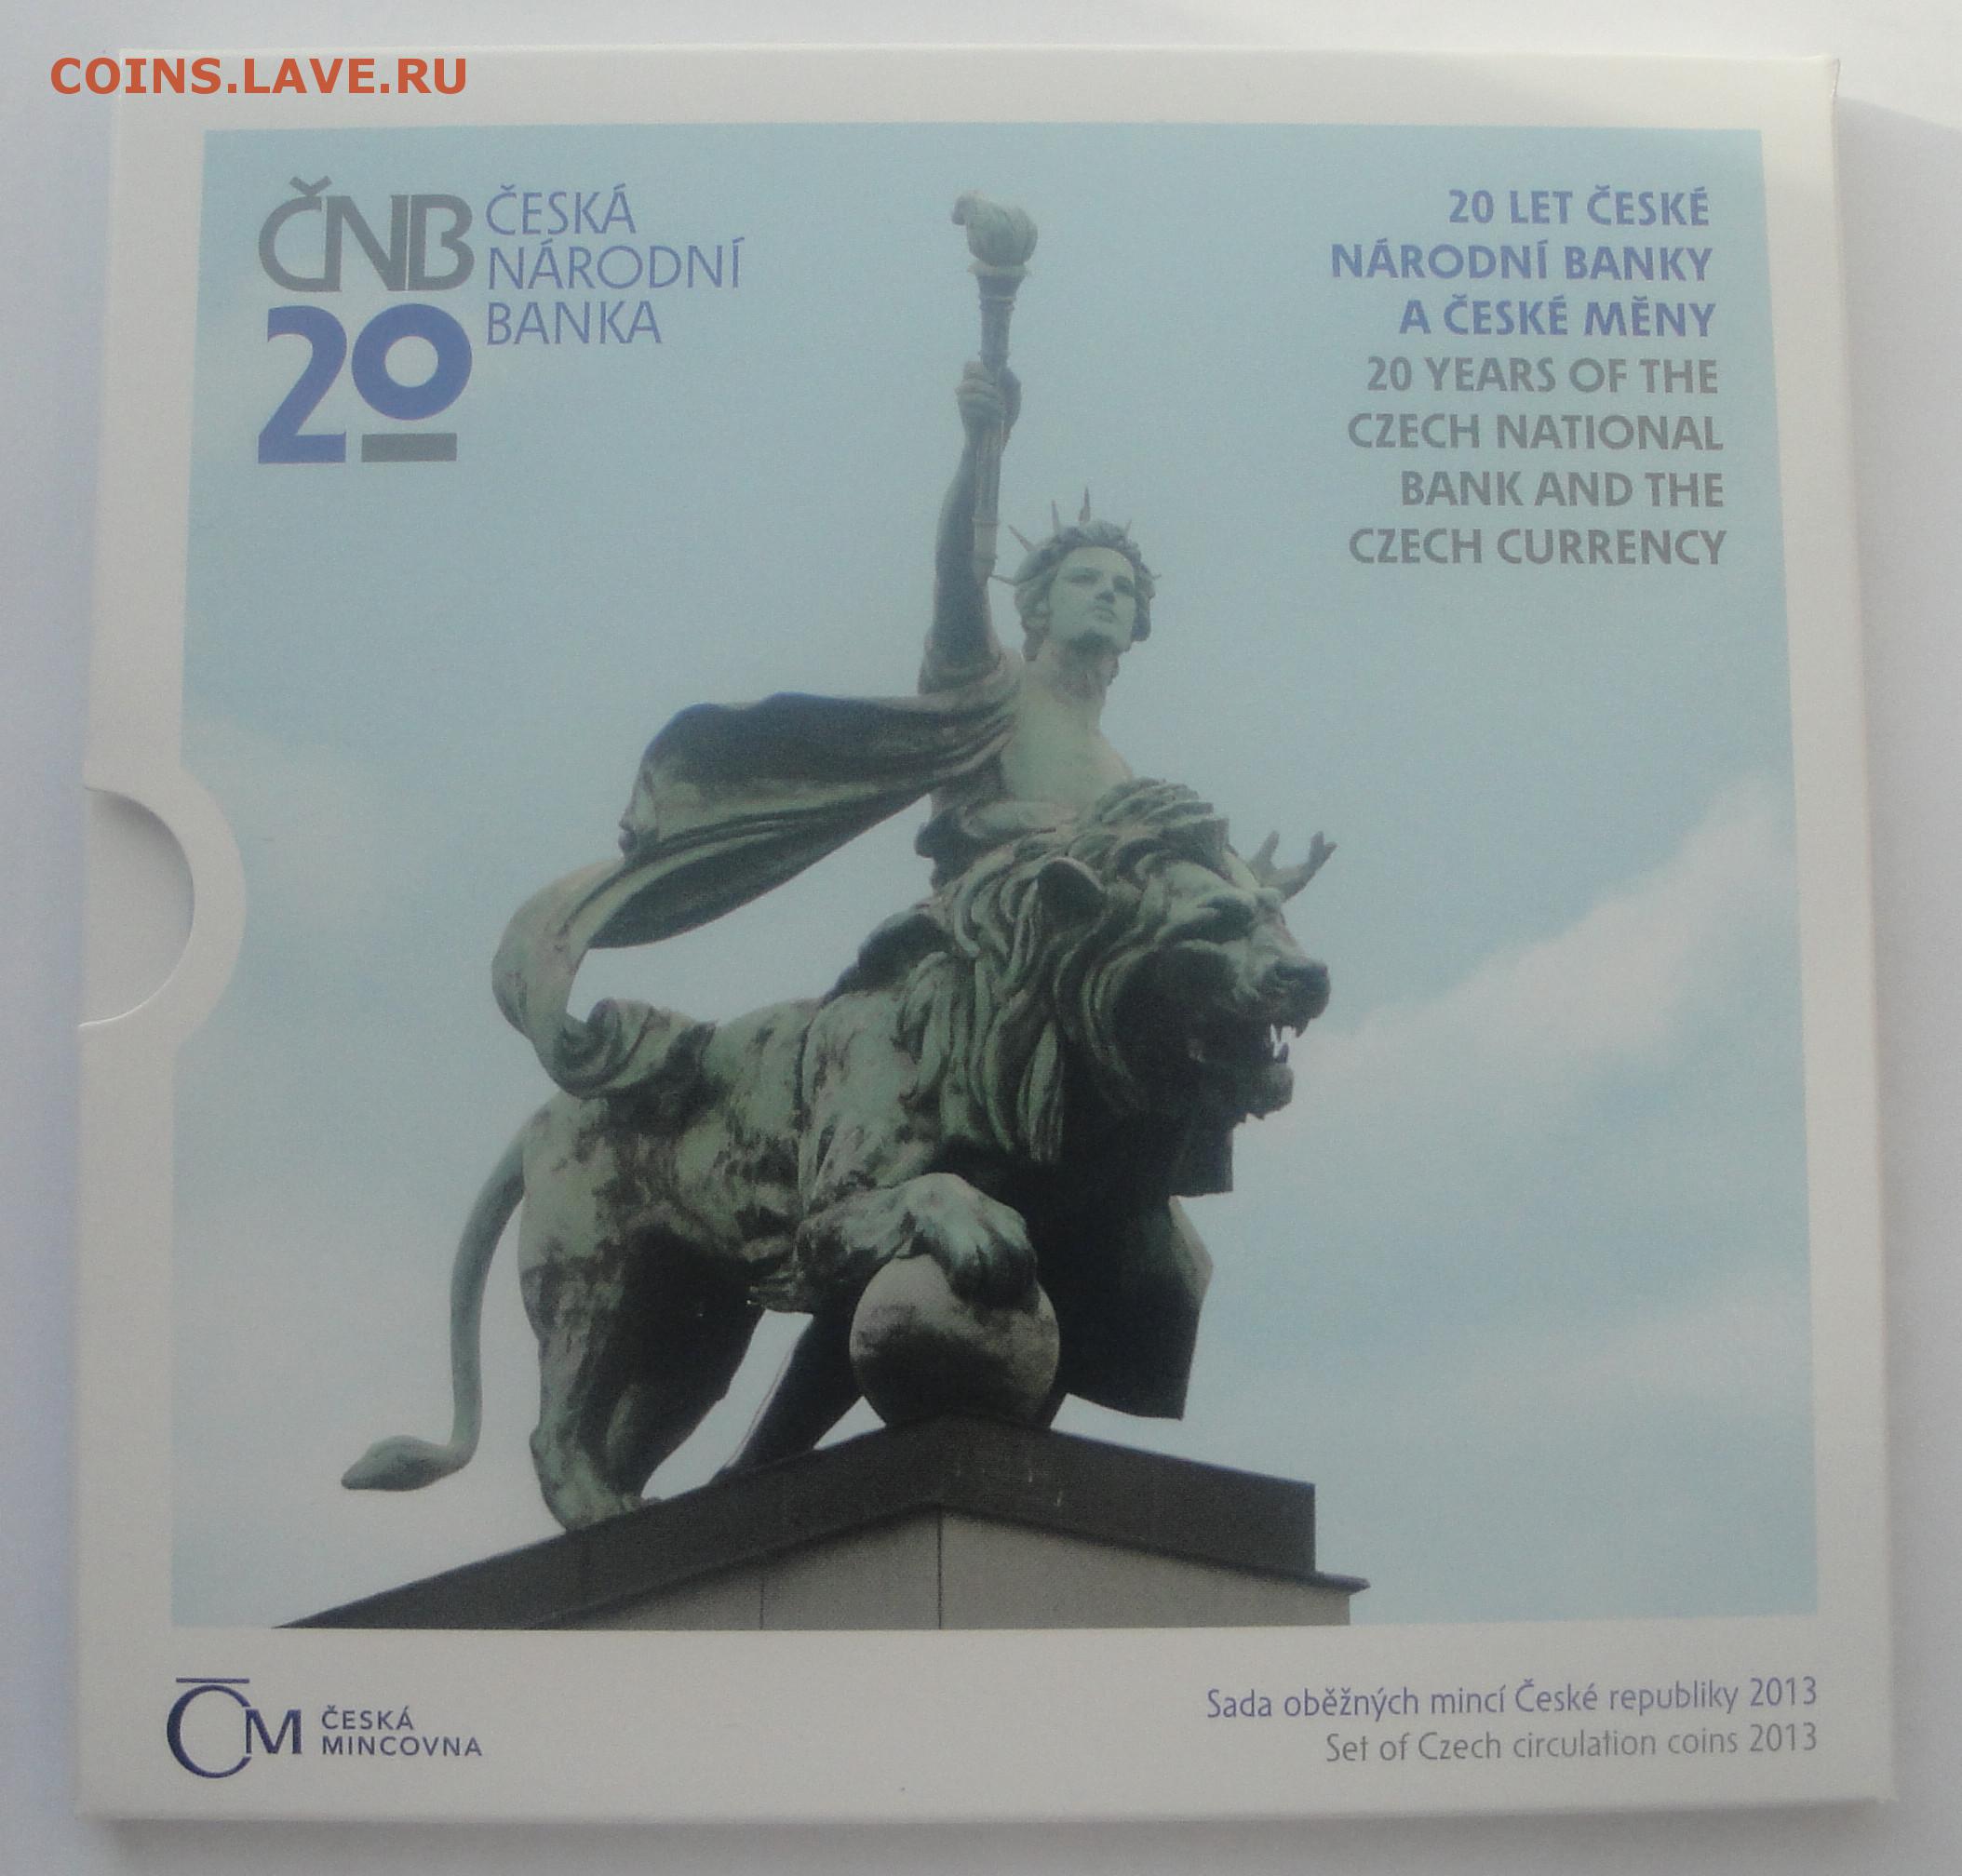 COINS.LAVE.RU
ČNB ČESKÁ
NÁRODNÍ
BANKA
20
20 LET ČESKÉ
NÁRODNÍ BANKY
A ČESKÉ MĚNY
20 YEARS OF THE
CZECH NATIONAL
BANK AND THE
CZECH CURRENCY
ČM ČESKÁ
MINCOVNA
Sada oběžných mincí České republiky 2013
Set of Czech circulation coins 2013